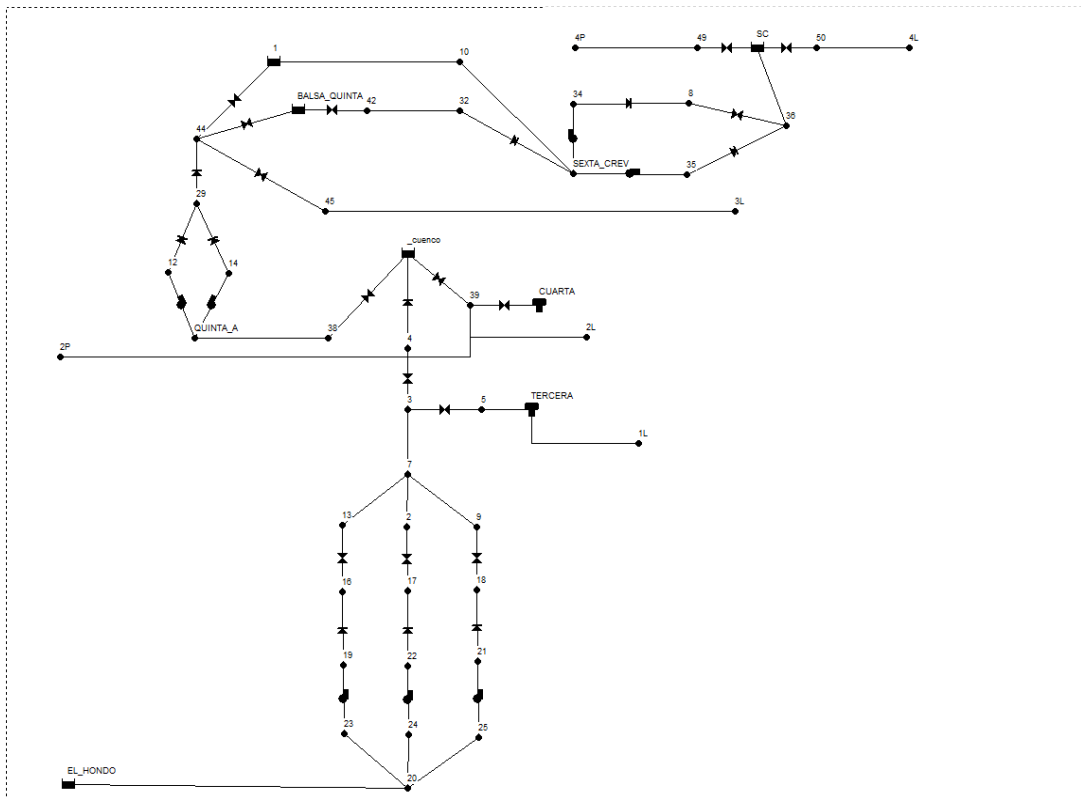 SC
4P
49
50
4L
1
10
BALSA_QUINTA
42
32
34
8
36
44
SEXTA_CREV
35
29
45
3L
_cuenco
12
14
39
CUARTA
QUINTA_A
38
2L
2P
4
3
5
TERCERA
1L
7
13
2
9
16
17
18
19
22
21
23
24
25
EL_HONDO
20